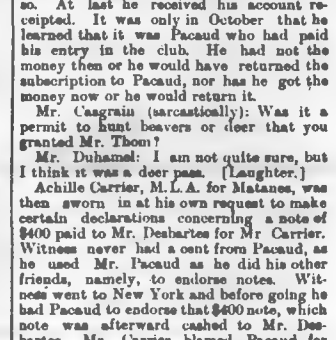 so. At last he received his account re-
ceipted. It was only in October that he
learned that it was Pacaud who had paid
his entry in the club. He had not the
money then or he would have returned the
subscription to Pacaud, nor has he got the
money now or he would return it.
Mr. Casgrain (sarcastically): Was it a
permit to hunt beavers or deer that you
granted Mr. Thom?
Mr. Duhamel: I am not quite sure, but
I think it was a deer pass. [Laughter.]
Achille Carrier, M.L.A. for Matanes, was
then sworn in at his own request to make
certain declarations concerning a note of
$400 paid to Mr. Desbartes for Mr Carrier.
Witness never had a cent from Pacaud, as
he used Mr. Pacaud as he did his other
friends, namely, to endorse notes. Wit-
ness went to New York and before going he
had Pacaud to endorse that $400 note, which
note was afterward cashed to Mr. Des-
Mr. Carrier blamed Pacaud for